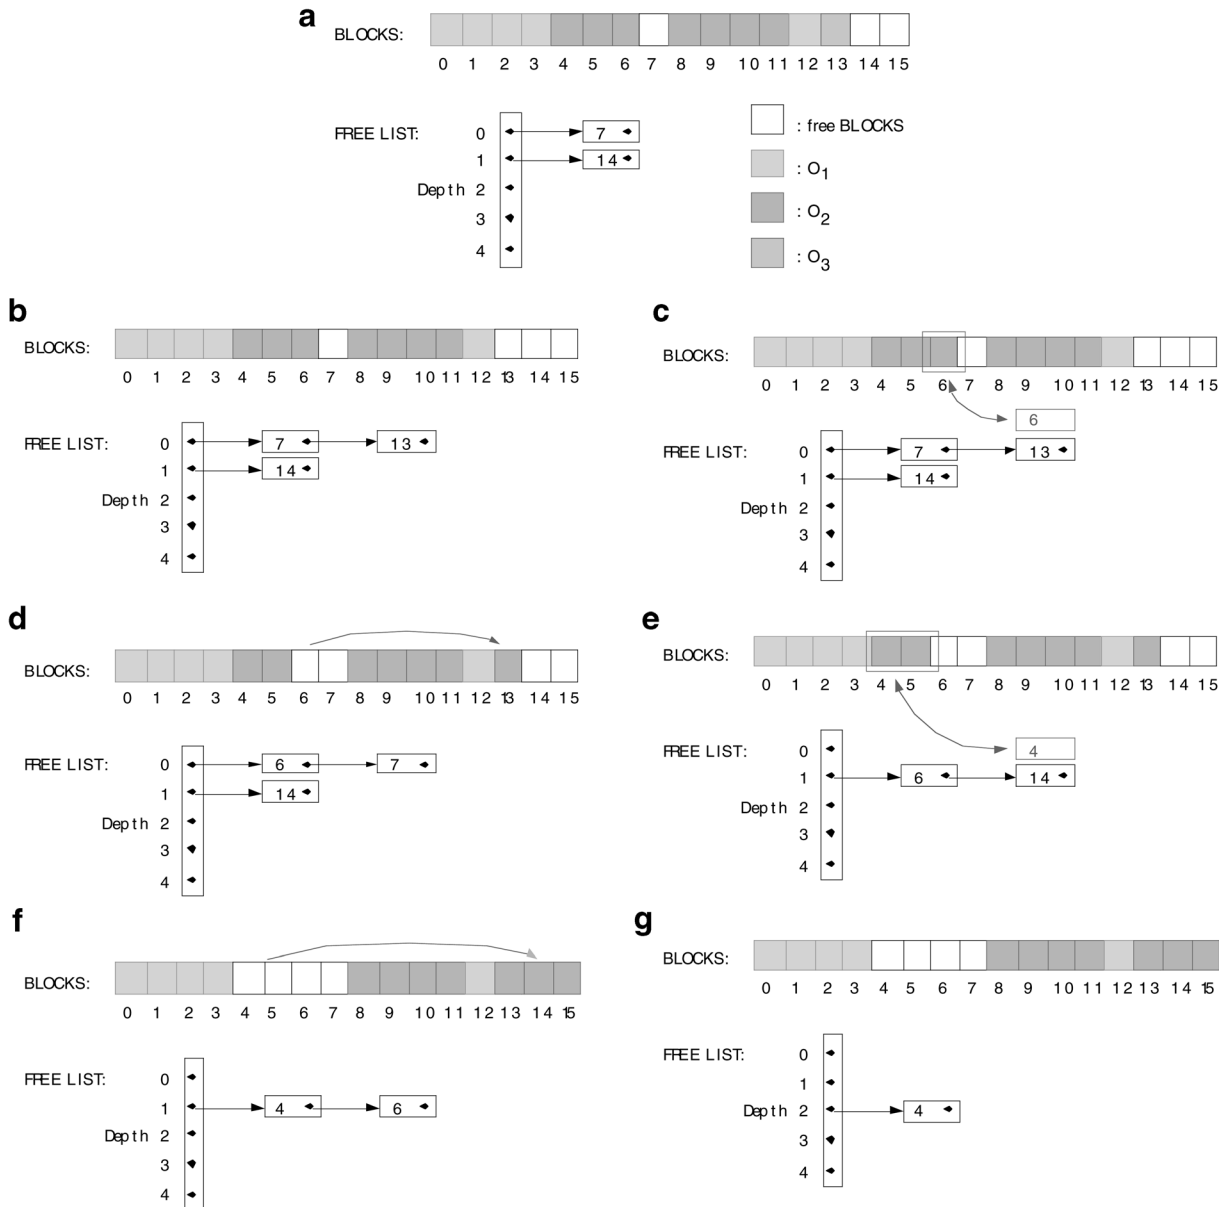 a
BLOCKS:
0 1 2 3 4 5 6 7 8 9 10 11 12 13 14 15
FREE LIST: 0 7
1 14
Depth 2
3
4
: free BLOCKS
: O1
: O2
: O3
b
BLOCKS:
0 1 2 3 4 5 6 7 8 9 10 11 12 13 14 15
FREE LIST: 0 7 13
1 14
Depth 2
3
4
c
BLOCKS:
0 1 2 3 4 5 6 7 8 9 10 11 12 13 14 15
6
FREE LIST: 0 7 13
1 14
Depth 2
3
4
d
BLOCKS:
0 1 2 3 4 5 6 7 8 9 10 11 12 13 14 15
FREE LIST: 0 6 7
1 14
Depth 2
3
4
e
BLOCKS:
0 1 2 3 4 5 6 7 8 9 10 11 12 13 14 15
FREE LIST: 0 4
1 6 14
Depth 2
3
4
f
BLOCKS:
0 1 2 3 4 5 6 7 8 9 10 11 12 13 14 15
FREE LIST: 0
1 4 6
Depth 2
3
4
g
BLOCKS:
0 1 2 3 4 5 6 7 8 9 10 11 12 13 14 15
FREE LIST: 0
1
Depth 2 4
3
4